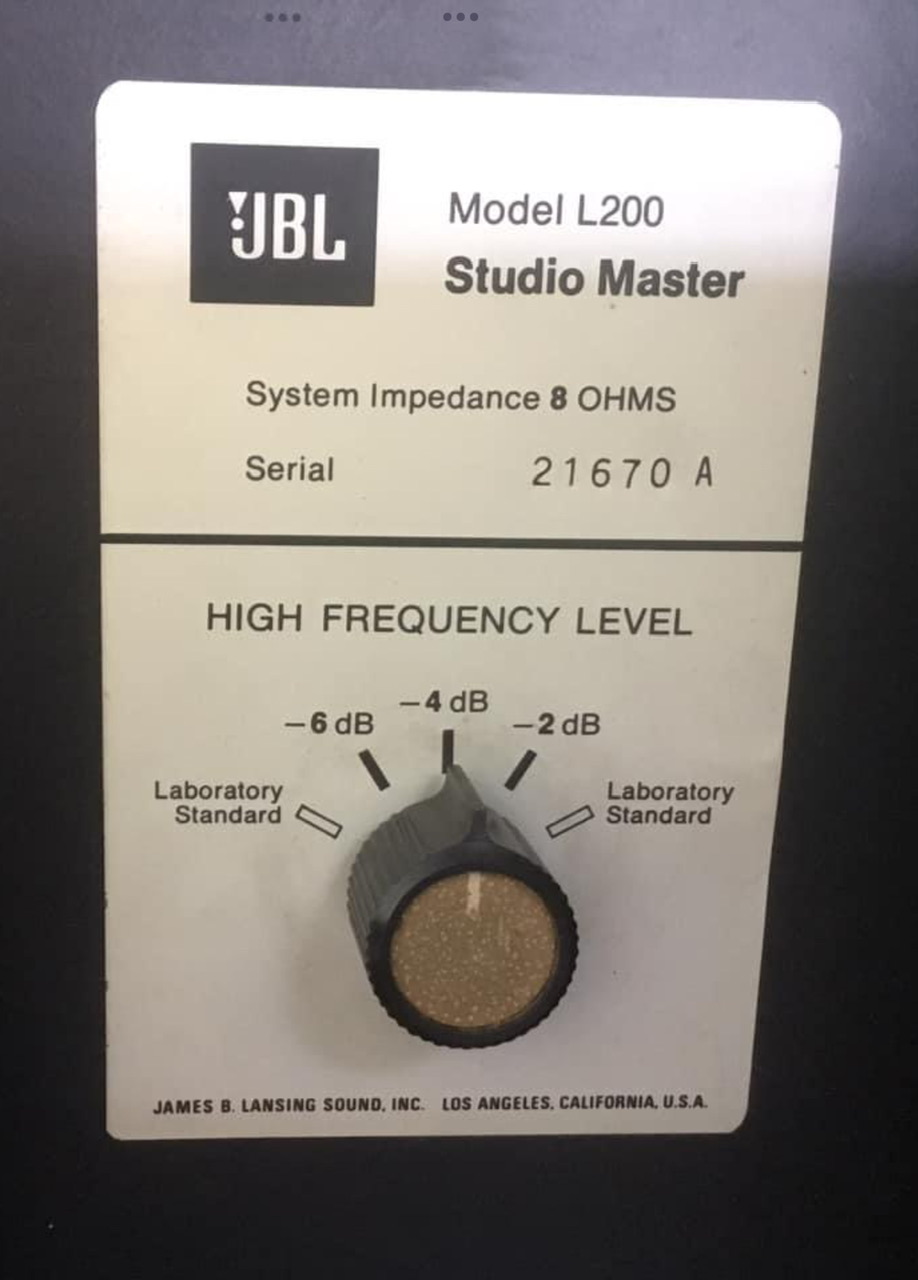 JBL
Model L200
Studio Master
System Impedance 8 OHMS
Serial 21670 A
HIGH FREQUENCY LEVEL
−6 dB
−4 dB
−2 dB
Laboratory
Standard
Laboratory
Standard
JAMES B. LANSING SOUND, INC. LOS ANGELES, CALIFORNIA, U.S.A.